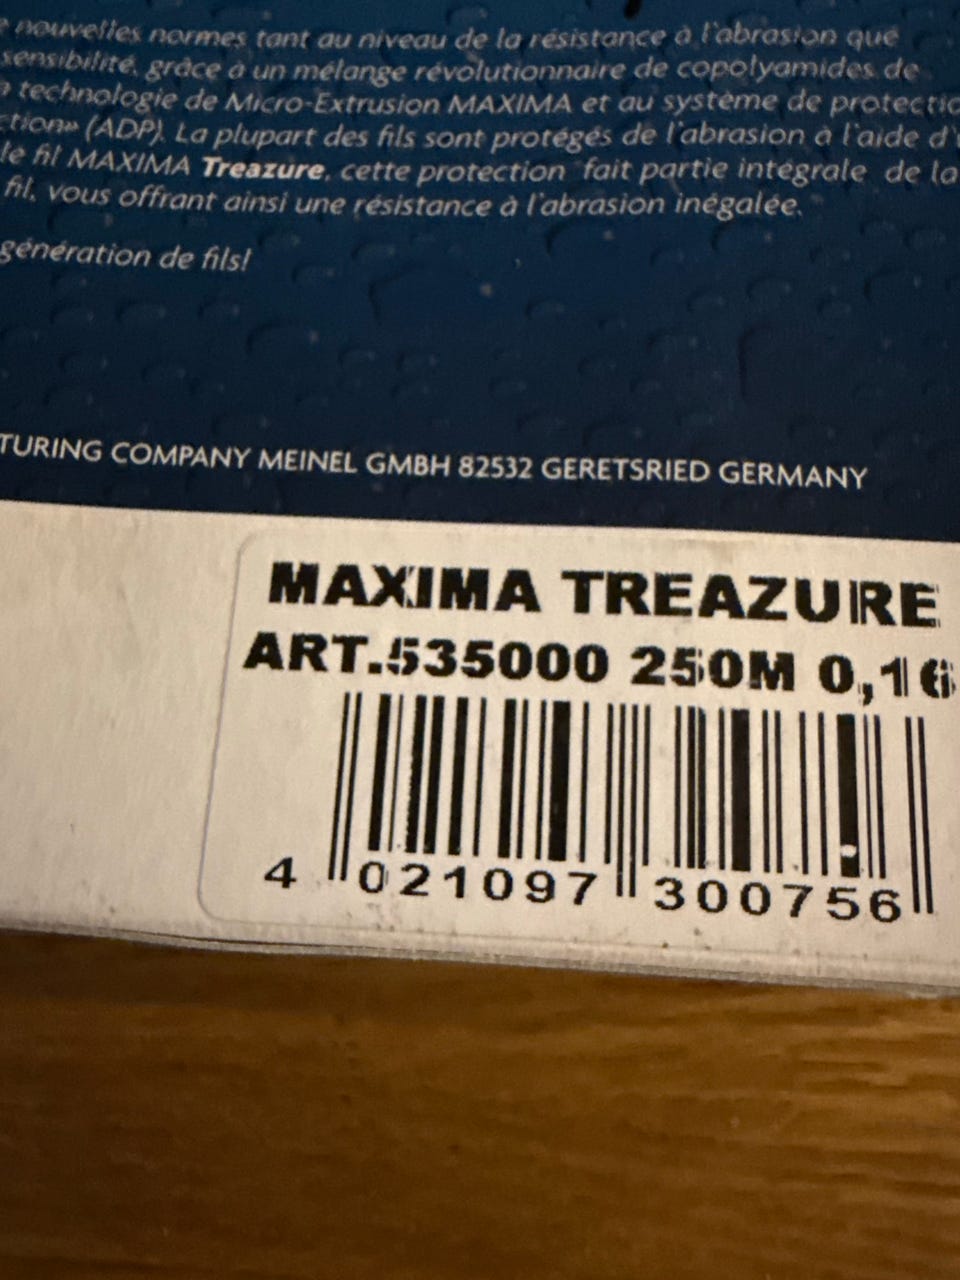 nouvelles normes tant au niveau de la résistance à l'abrasion que
sensibilité, grâce à un mélange révolutionnaire de copolyamides de
technologie de Micro-Extrusion MAXIMA et au système de protectio
ction» (ADP). La plupart des fils sont protégés de l'abrasion à l'aide d'
le fil MAXIMA Treazure, cette protection fait partie intégrale de la
fil, vous offrant ainsi une résistance à l'abrasion inégalée.
génération de fils!
TURING COMPANY MEINEL GMBH 82532 GERETSRIED GERMANY
MAXIMA TREAZURE
ART.535000 250M 0,16
4 021097 300756